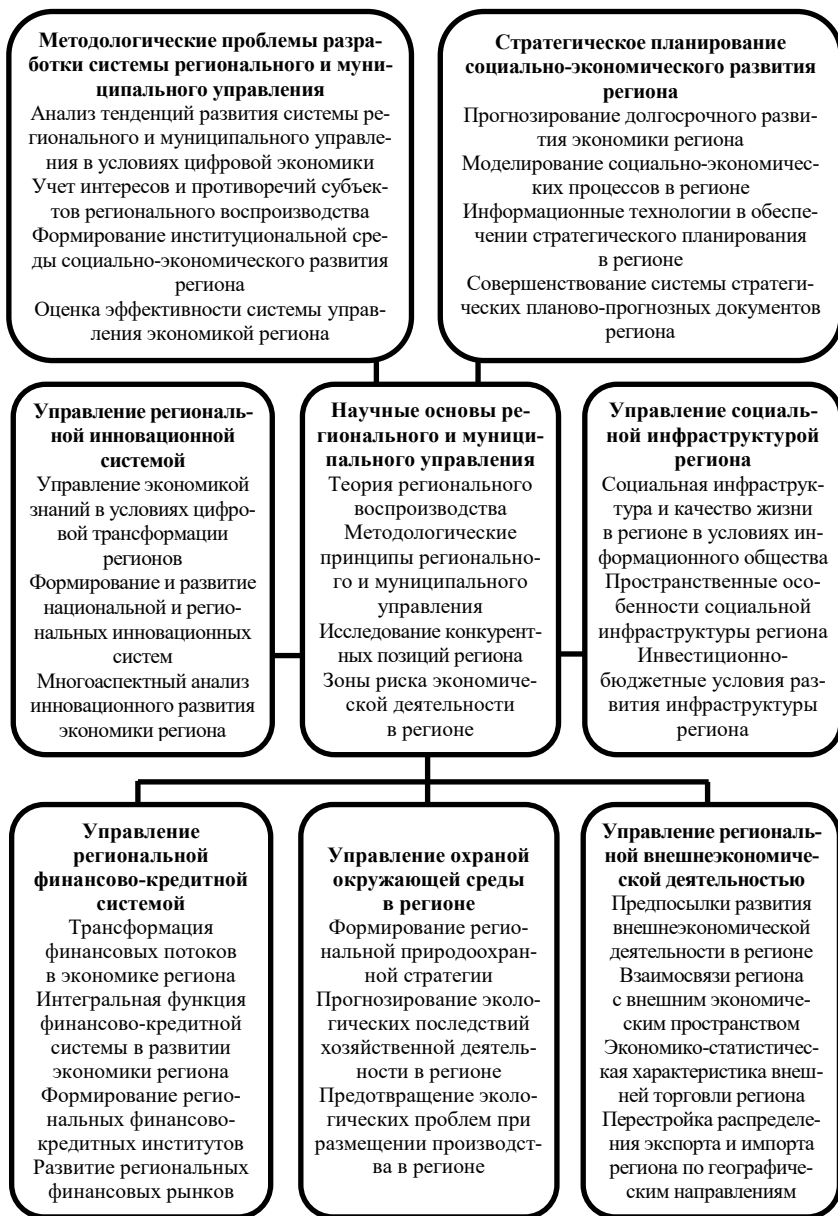 Методологические проблемы разра-
ботки системы регионального и муни-
ципального управления
Анализ тенденций развития системы ре-
гионального и муниципального управле-
ния в условиях цифровой экономики
Учет интересов и противоречий субъек-
тов регионального воспроизводства
Формирование институциональной сре-
ды социально-экономического развития
региона
Оценка эффективности системы управ-
ления экономикой региона
Стратегическое планирование
социально-экономического развития
региона
Прогнозирование долгосрочного разви-
тия экономики региона
Моделирование социально-экономичес-
ких процессов в регионе
Информационные технологии в обеспе-
чении стратегического планирования
в регионе
Совершенствование системы стратеги-
ческих планово-прогнозных документов
региона
Управление региональ-
ной инновационной
системой
Управление экономикой
знаний в условиях цифро-
вой трансформации
регионов
Формирование и развитие
национальной и регио-
нальных инновационных
систем
Многоаспектный анализ
инновационного развития
экономики региона
Научные основы ре-
гионального и муници-
пального управления
Теория регионального
воспроизводства
Методологические
принципы регионально-
го и муниципального
управления
Исследование конкурент-
ных позиций региона
Зоны риска экономиче-
ской деятельности
в регионе
Управление социаль-
ной инфраструктурой
региона
Социальная инфраструк-
тура и качество жизни
в регионе в условиях ин-
формационного общества
Пространственные осо-
бенности социальной
инфраструктуры региона
Инвестиционно-
бюджетные условия раз-
вития инфраструктуры
региона
Управление
региональной
финансово-кредитной
системой
Трансформация
финансовых потоков
в экономике региона
Интегральная функция
финансово-кредитной
системы в развитии
экономики региона
Формирование регио-
нальных финансово-
кредитных институтов
Развитие региональных
финансовых рынков
Управление охраной
окружающей среды
в регионе
Формирование регио-
нальной природоохран-
ной стратегии
Прогнозирование эколо-
гических последствий
хозяйственной деятель-
ности в регионе
Предотвращение эколо-
гических проблем при
размещении производст-
ва в регионе
Управление региональ-
ной внешнеэкономиче-
ской деятельностью
Предпосылки развития
внешнеэкономической
деятельности в регионе
Взаимосвязи региона
с внешним экономиче-
ским пространством
Экономико-статистичес-
кая характеристика внеш-
ней торговли региона
Перестройка распределе-
ния экспорта и импорта
региона по географичес-
ким направлениям